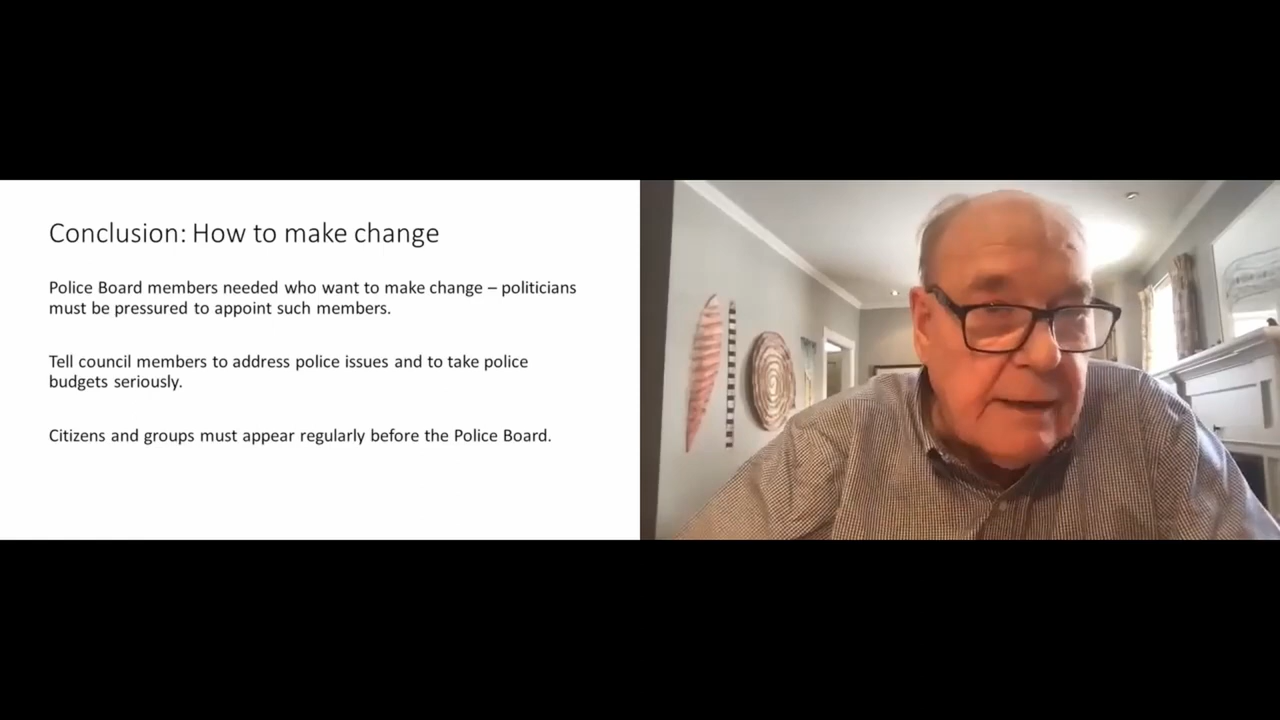 Conclusion: How to make change
Police Board members needed who want to make change – politicians
must be pressured to appoint such members.
Tell council members to address police issues and to take police
budgets seriously.
Citizens and groups must appear regularly before the Police Board.